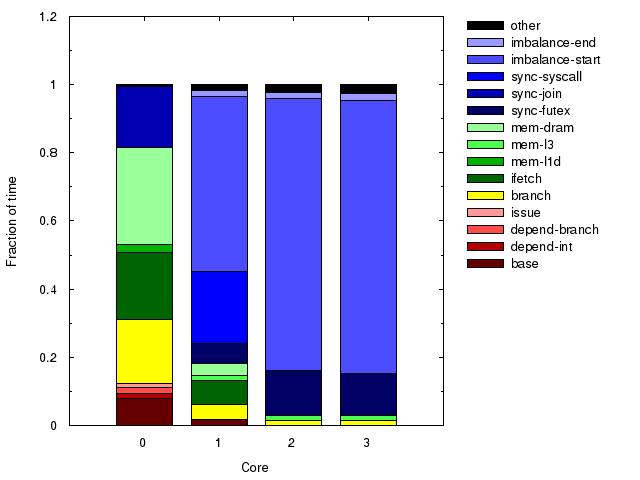 1.2
1
0.8
0.6
0.4
0.2
0
Fraction of time
0 1 2 3
Core
other
imbalance-end
imbalance-start
sync-syscall
sync-join
sync-futex
mem-dram
mem-l3
mem-l1d
ifetch
branch
issue
depend-branch
depend-int
base